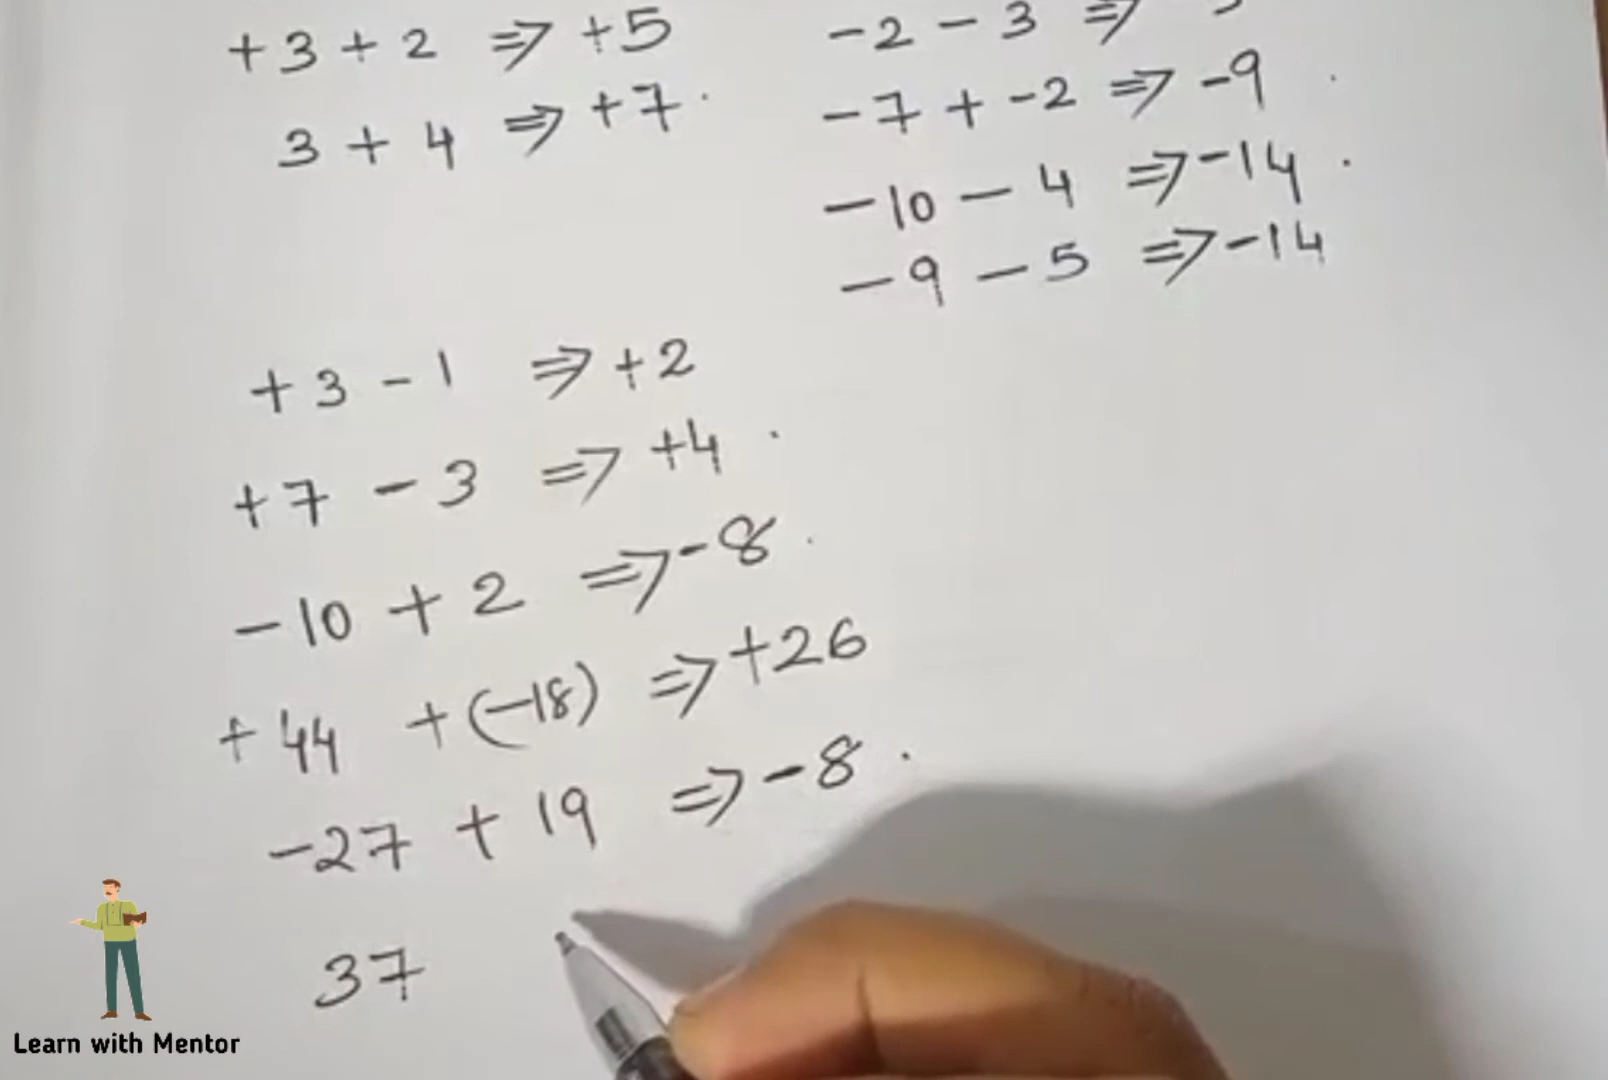 +3 + 2 ⇒ +5
3 + 4 ⇒ +7.
-2 - 3 ⇒
-7 + -2 ⇒ -9.
-10 - 4 ⇒ -14.
-9 - 5 ⇒ -14
+3 - 1 ⇒ +2
+7 - 3 ⇒ +4.
-10 + 2 ⇒ -8.
+44 + (-18) ⇒ +26
-27 + 19 ⇒ -8.
37
Learn with Mentor